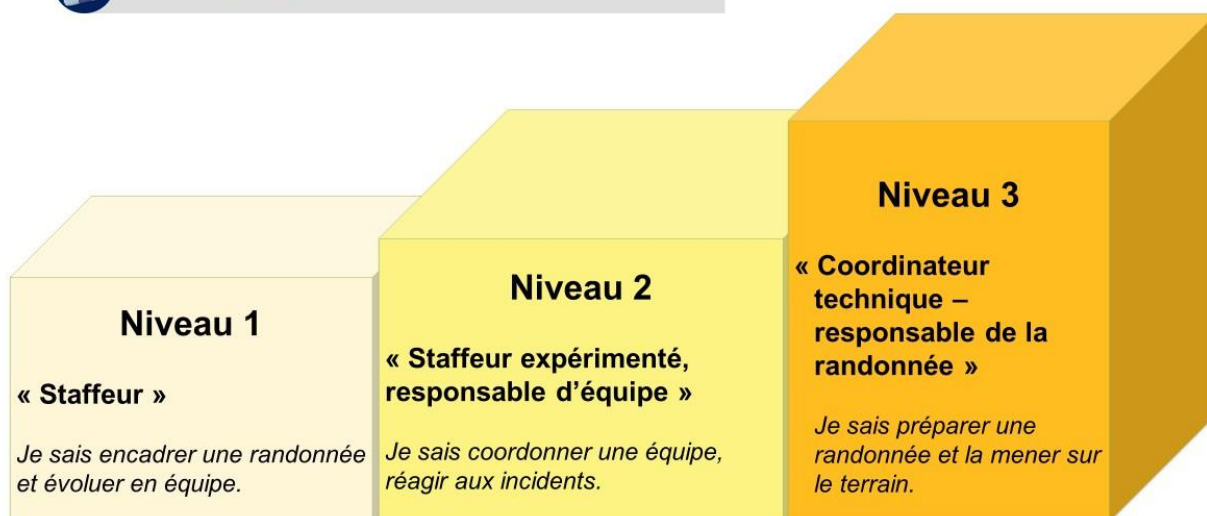 Niveau 1
« Staffeur »
Je sais encadrer une randonnée
et évoluer en équipe.
Niveau 2
« Staffeur expérimenté,
responsable d’équipe »
Je sais coordonner une équipe,
réagir aux incidents.
Niveau 3
« Coordinateur
technique –
responsable de la
randonnée »
Je sais préparer une
randonnée et la mener sur
le terrain.